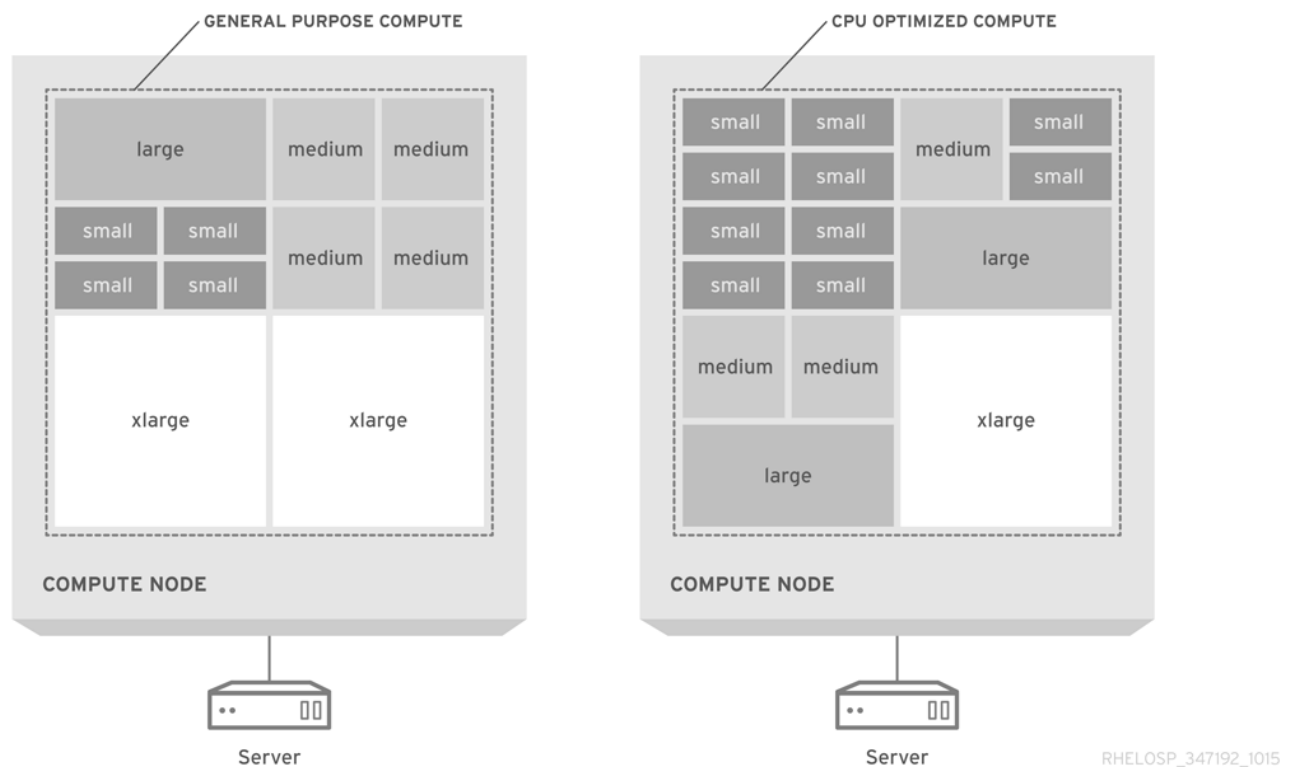 GENERAL PURPOSE COMPUTE
large
medium
medium
small
small
medium
medium
small
small
xlarge
xlarge
COMPUTE NODE
Server
CPU OPTIMIZED COMPUTE
small
small
medium
small
small
small
small
small
small
large
small
small
medium
medium
xlarge
large
COMPUTE NODE
Server
RHELOSP_347192_1015